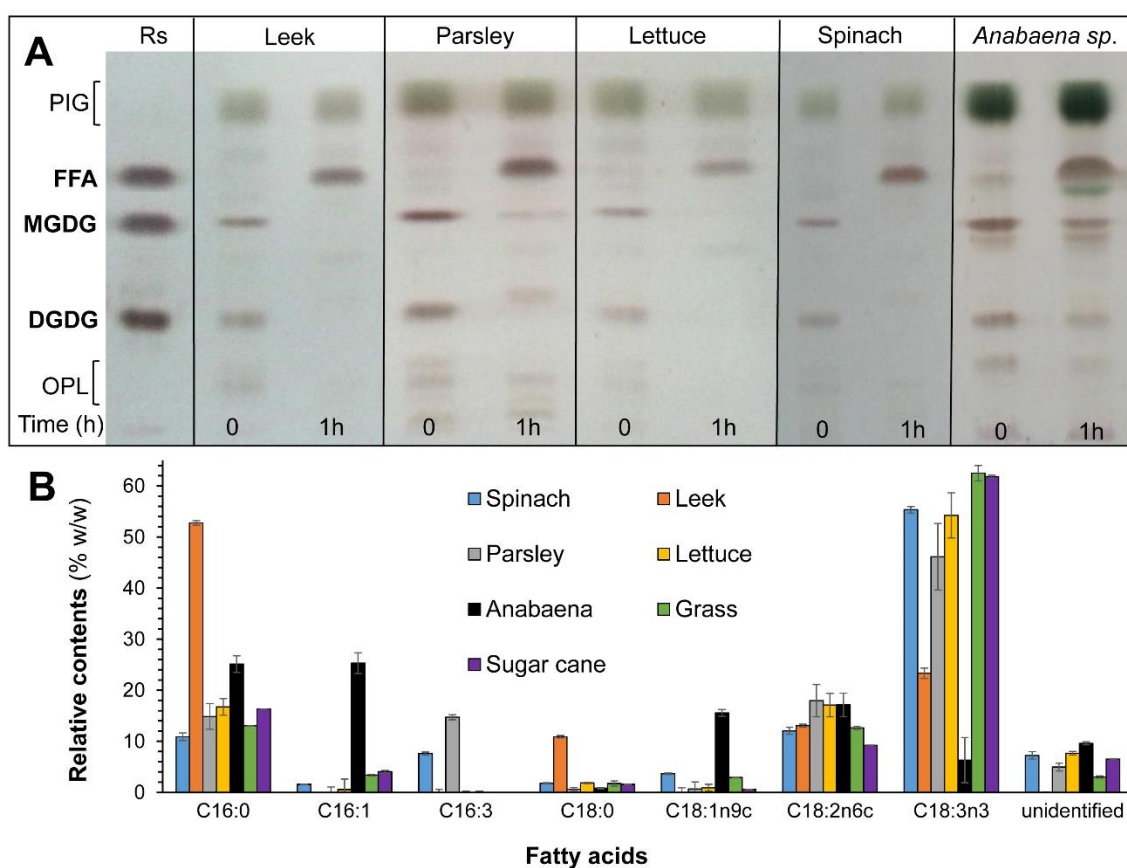 A
Rs Leek Parsley Lettuce Spinach Anabaena sp.
PIG
FFA
MGDG
DGDG
OPL
Time (h) 0 1h 0 1h 0 1h 0 1h 0 1h
B
Relative contents (% w/w)
60
50
40
30
20
10
0
Spinach Leek
Parsley Lettuce
Anabaena Grass
Sugar cane
C16:0 C16:1 C16:3 C18:0 C18:1n9c C18:2n6c C18:3n3 unidentified
Fatty acids